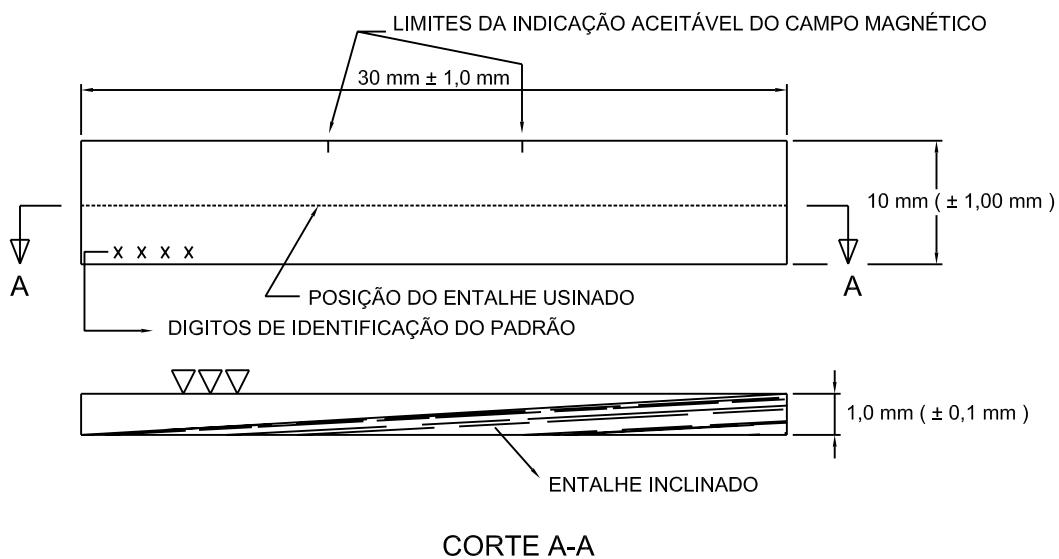 LIMITES DA INDICAÇÃO ACEITÁVEL DO CAMPO MAGNÉTICO
30 mm ± 1,0 mm
10 mm ( ± 1,00 mm )
X X X X
A
A
POSIÇÃO DO ENTALHE USINADO
DIGITOS DE IDENTIFICAÇÃO DO PADRÃO
1,0 mm ( ± 0,1 mm )
ENTALHE INCLINADO
CORTE A-A